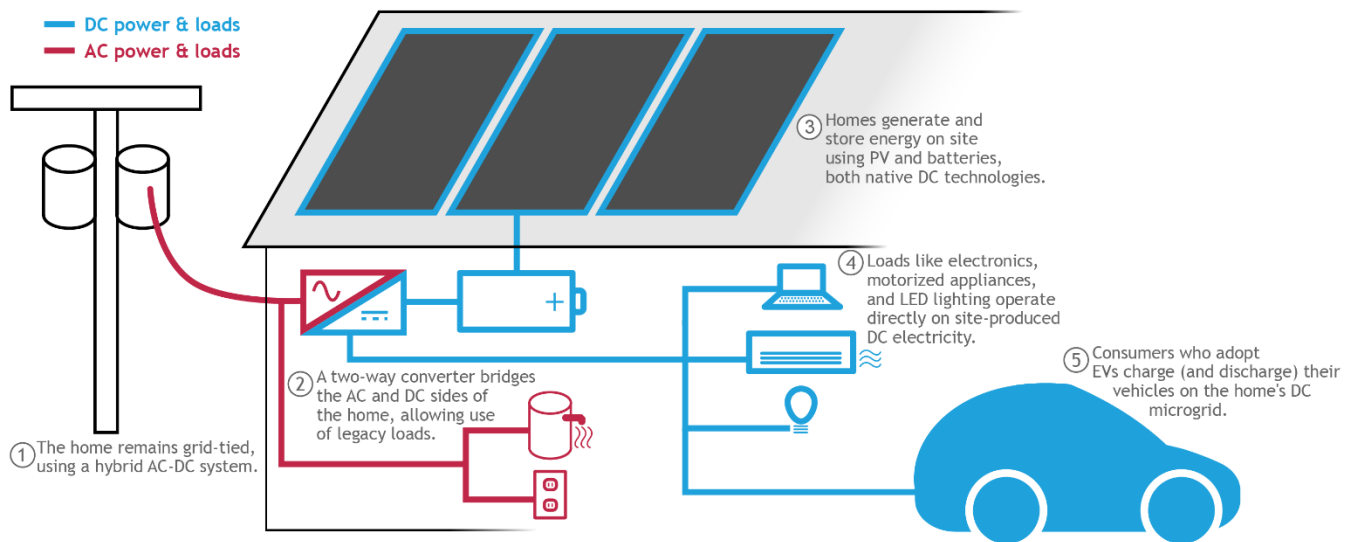 DC power & loads
AC power & loads
① The home remains grid-tied,
using a hybrid AC-DC system.
② A two-way converter bridges
the AC and DC sides of
the home, allowing use
of legacy loads.
③ Homes generate and
store energy on site
using PV and batteries,
both native DC technologies.
④ Loads like electronics,
motorized appliances,
and LED lighting operate
directly on site-produced
DC electricity.
⑤ Consumers who adopt
EVs charge (and discharge) their
vehicles on the home's DC
microgrid.